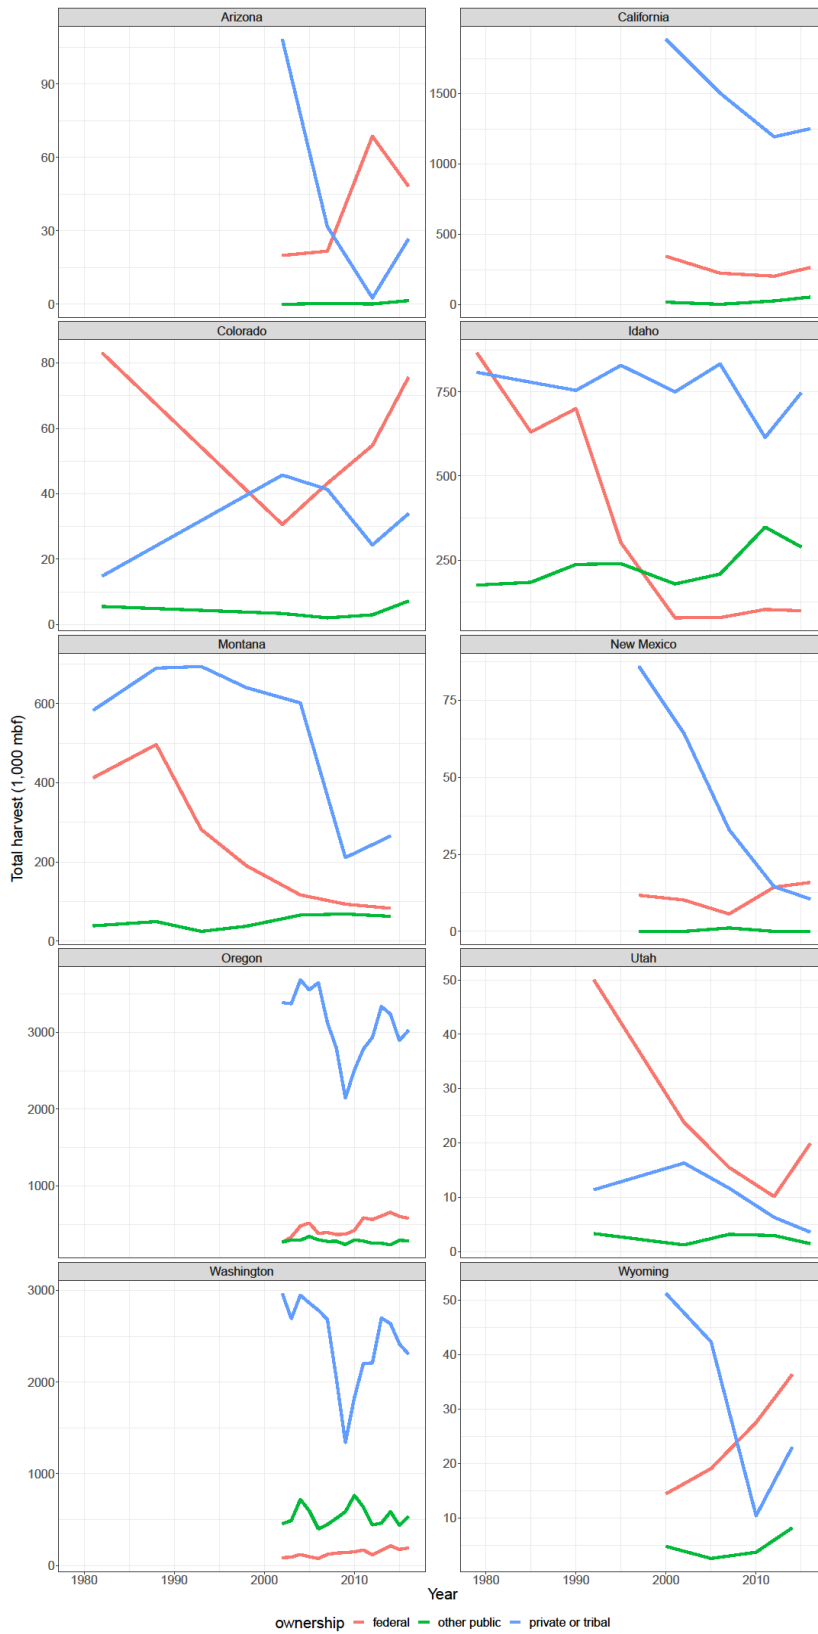 Arizona
California
90
60
30
0
1500
1000
500
0
Colorado
Idaho
80
60
40
20
0
750
500
250
Montana
New Mexico
600
400
200
0
75
50
25
0
Oregon
Utah
3000
2000
1000
50
40
30
20
10
0
Washington
Wyoming
3000
2000
1000
0
50
40
30
20
10
1980 1990 2000 2010
1980 1990 2000 2010
Total harvest (1,000 mbf)
Year
ownership federal other public private or tribal